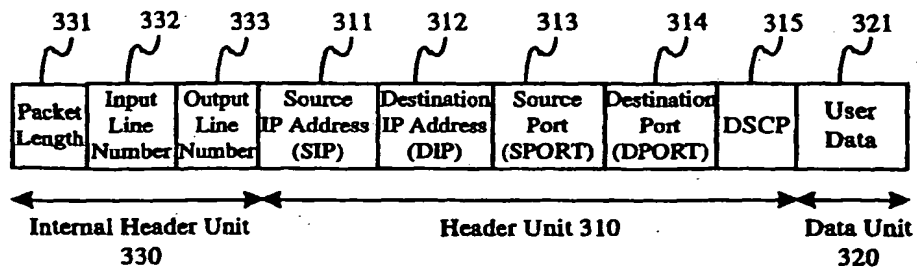 331 332 333 311 312 313 314 315 321
Packet Length
Input Line Number
Output Line Number
Source IP Address (SIP)
Destination IP Address (DIP)
Source Port (SPORT)
Destination Port (DPORT)
DSCP
User Data
Internal Header Unit 330
Header Unit 310
Data Unit 320